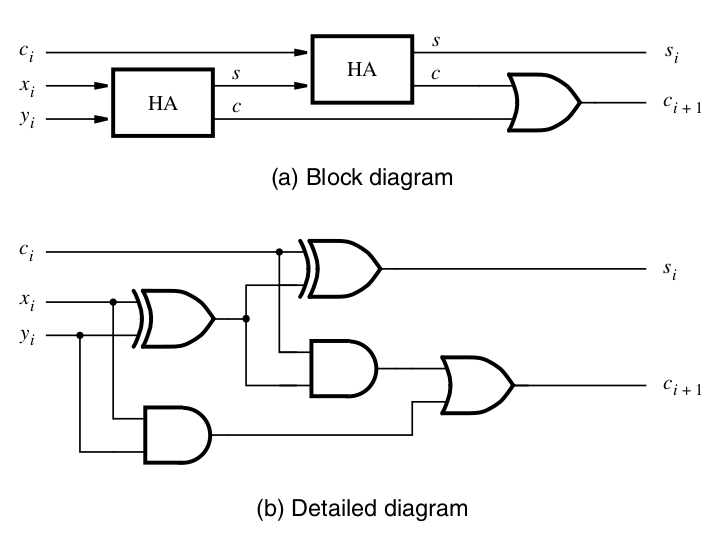 c_i
x_i
y_i
HA
s
c
HA
s
c
s_i
c_{i + 1}
(a) Block diagram
c_i
x_i
y_i
s_i
c_{i + 1}
(b) Detailed diagram